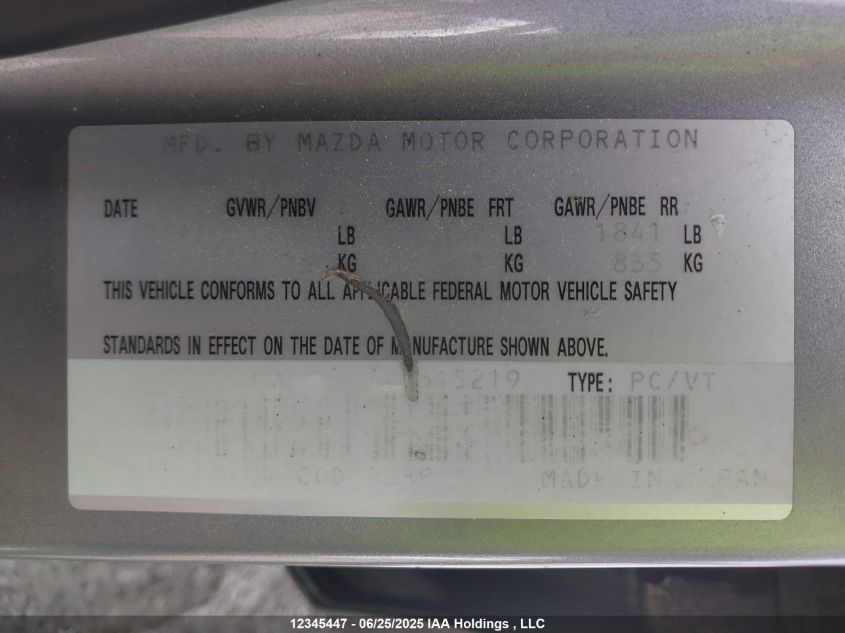 MFD. BY MAZDA MOTOR CORPORATION
DATE GVWR/PNBV GAWR/PNBE FRT GAWR/PNBE RR
LB LB 1841 LB
KG KG 835 KG
THIS VEHICLE CONFORMS TO ALL APPLICABLE FEDERAL MOTOR VEHICLE SAFETY
STANDARDS IN EFFECT ON THE DATE OF MANUFACTURE SHOWN ABOVE.
TYPE: PC/VT
MADE IN JAPAN
12345447 - 06/25/2025 IAA Holdings , LLC